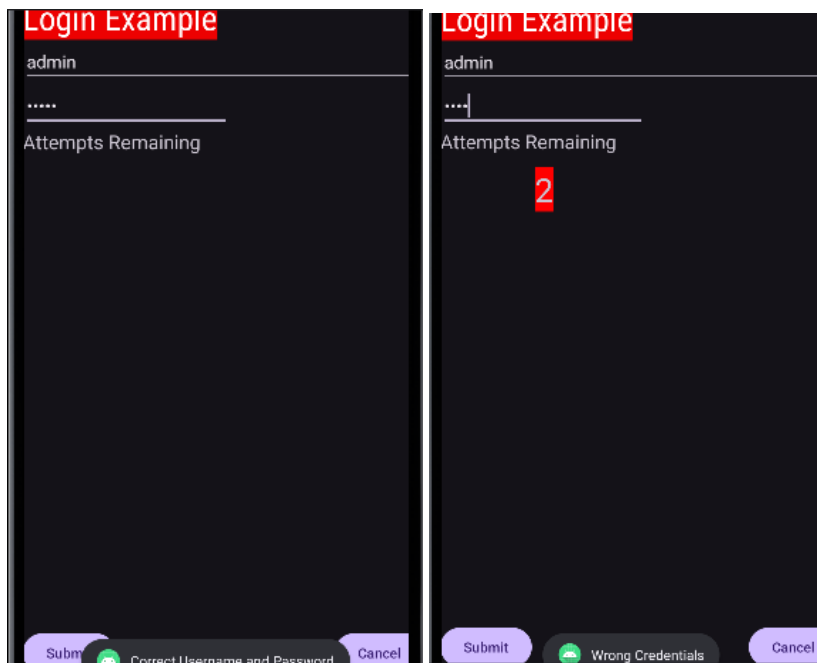 Login Example
admin
.....
Attempts Remaining
Subm
Correct Username and Password
Cancel
Login Example
admin
....
Attempts Remaining
2
Submit
Wrong Credentials
Cancel